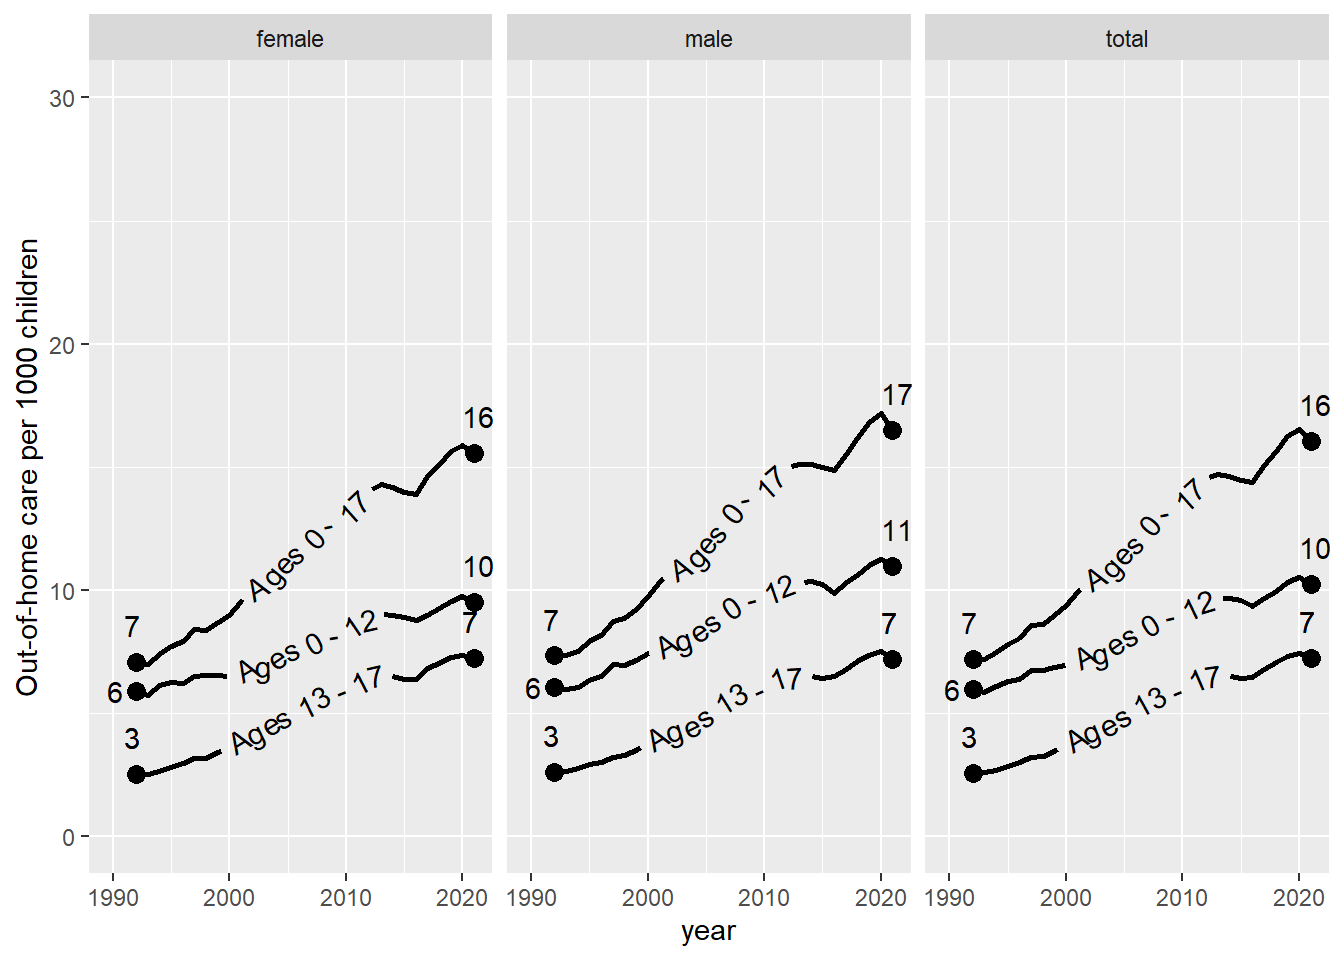 female
male
total
Out-of-home care per 1000 children
30
20
10
0
16
Ages 0 - 17
10
7
Ages 0 - 12
7
6
Ages 13 - 17
3
17
Ages 0 - 17
11
7
Ages 0 - 12
7
6
Ages 13 - 17
3
16
Ages 0 - 17
10
7
Ages 0 - 12
7
6
Ages 13 - 17
3
1990 2000 2010 2020
1990 2000 2010 2020
1990 2000 2010 2020
year